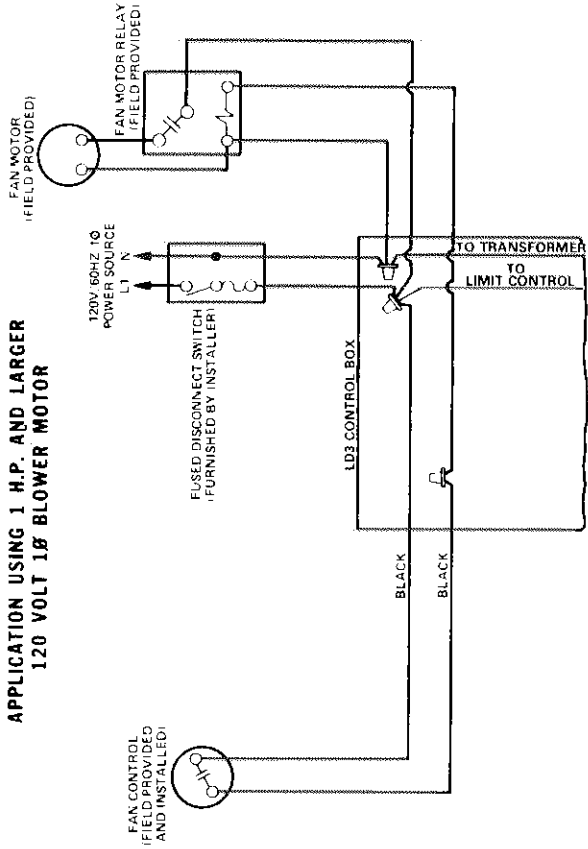 APPLICATION USING 1 H.P. AND LARGER
120 VOLT 1Ø BLOWER MOTOR
FAN MOTOR
(FIELD PROVIDED)
FAN MOTOR RELAY
(FIELD PROVIDED)
120V 60HZ 1Ø
POWER SOURCE
L1 N
FUSED DISCONNECT SWITCH
(FURNISHED BY INSTALLER)
FAN CONTROL
(FIELD PROVIDED
AND INSTALLED)
LD3 CONTROL BOX
TO TRANSFORMER
TO
LIMIT CONTROL
BLACK
BLACK